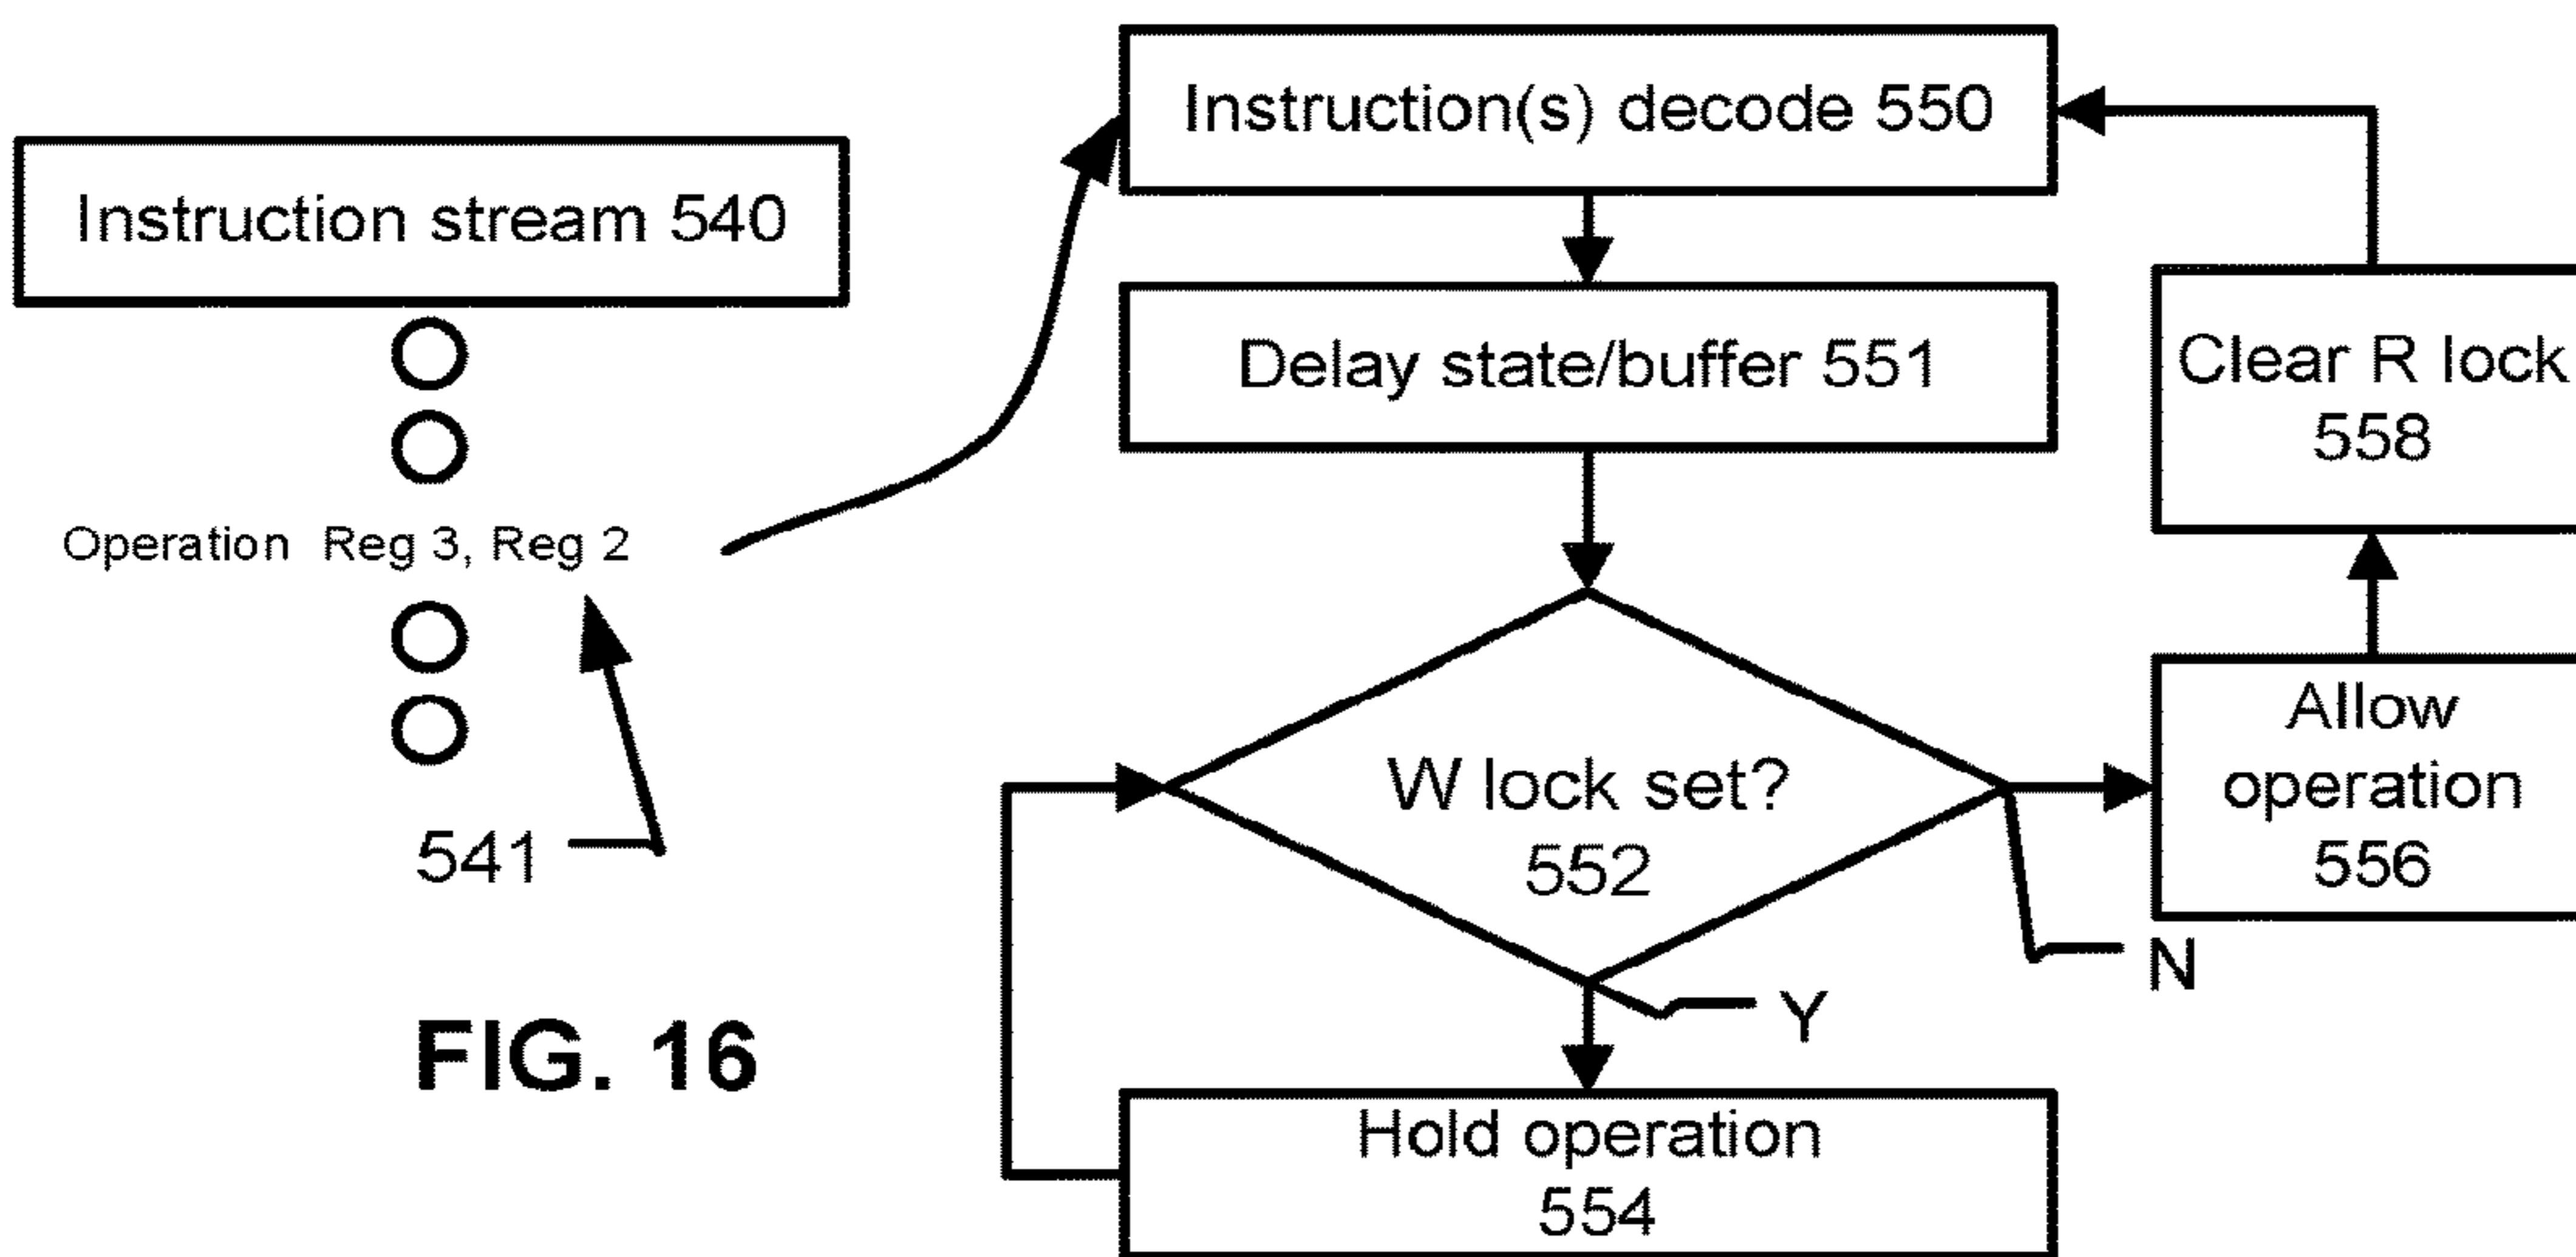 Instruction stream 540
Operation Reg 3, Reg 2
541
FIG. 16
Instruction(s) decode 550
Delay state/buffer 551
W lock set?
552
Y
N
Hold operation
554
Allow
operation
556
Clear R lock
558